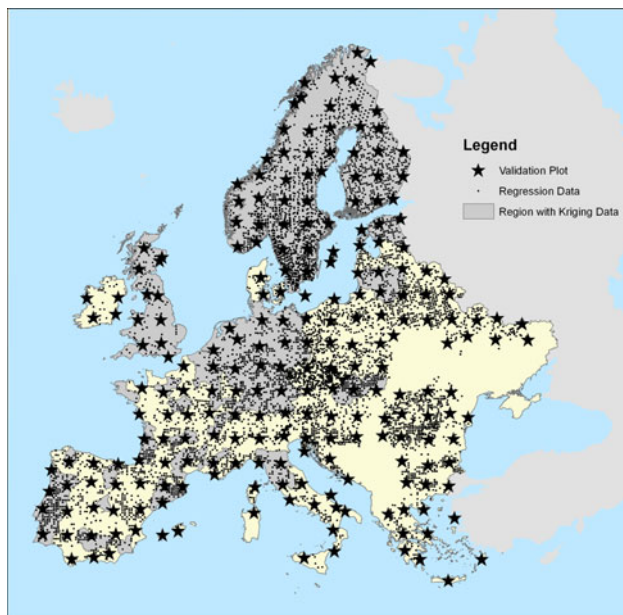 Legend
Validation Plot
Regression Data
Region with Kriging Data